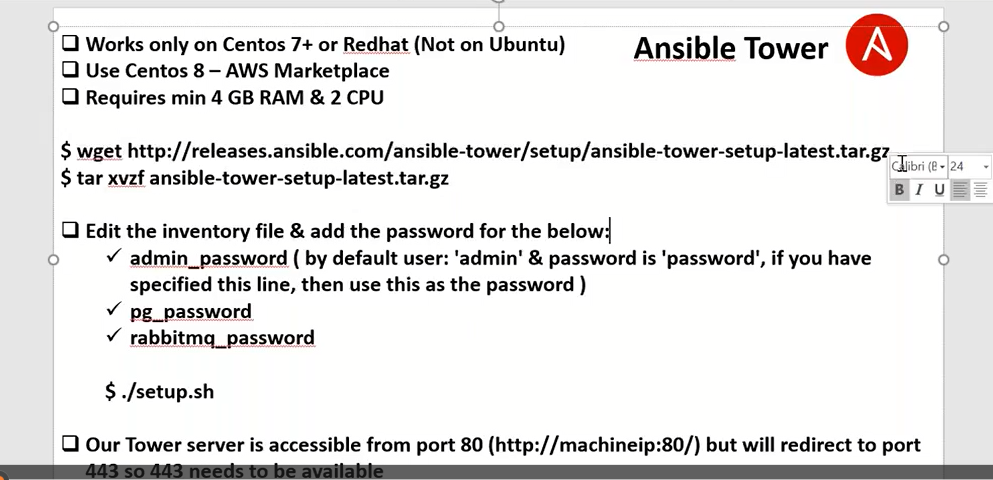 Works only on Centos 7+ or Redhat (Not on Ubuntu)
Ansible Tower
Use Centos 8 – AWS Marketplace
Requires min 4 GB RAM & 2 CPU
$ wget http://releases.ansible.com/ansible-tower/setup/ansible-tower-setup-latest.tar.gz
$ tar xvzf ansible-tower-setup-latest.tar.gz
Calibri (B 24
B I U
Edit the inventory file & add the password for the below:
admin_password ( by default user: 'admin' & password is 'password', if you have
specified this line, then use this as the password )
pg_password
rabbitmq_password
$ ./setup.sh
Our Tower server is accessible from port 80 (http://machineip:80/) but will redirect to port
443 so 443 needs to be available